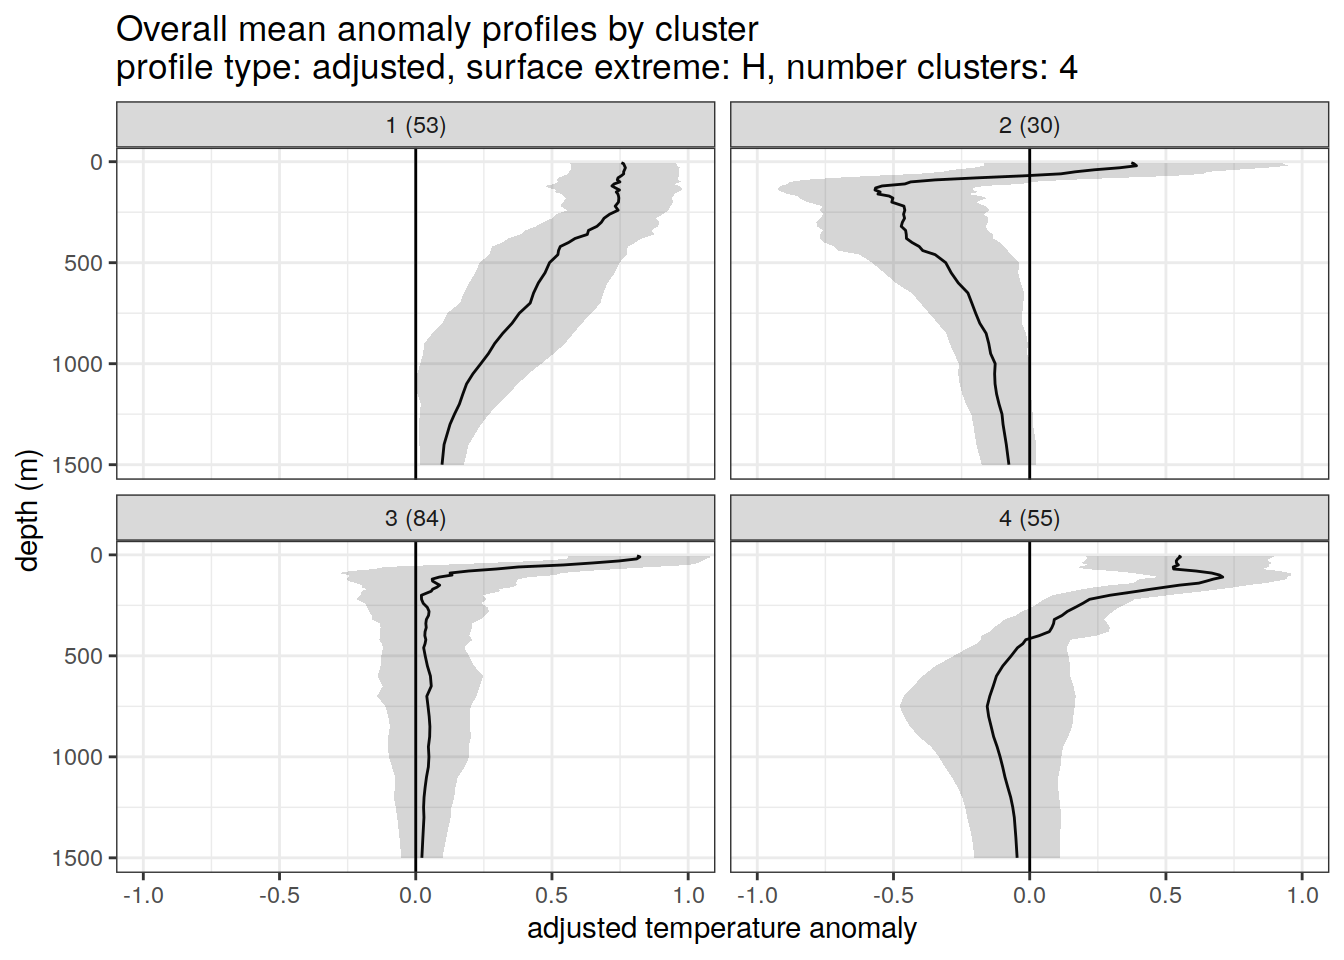 Overall mean anomaly profiles by cluster
profile type: adjusted, surface extreme: H, number clusters: 4
1 (53)
2 (30)
0
500
1000
1500
3 (84)
4 (55)
0
500
1000
1500
depth (m)
-1.0 -0.5 0.0 0.5 1.0 -1.0 -0.5 0.0 0.5 1.0
adjusted temperature anomaly